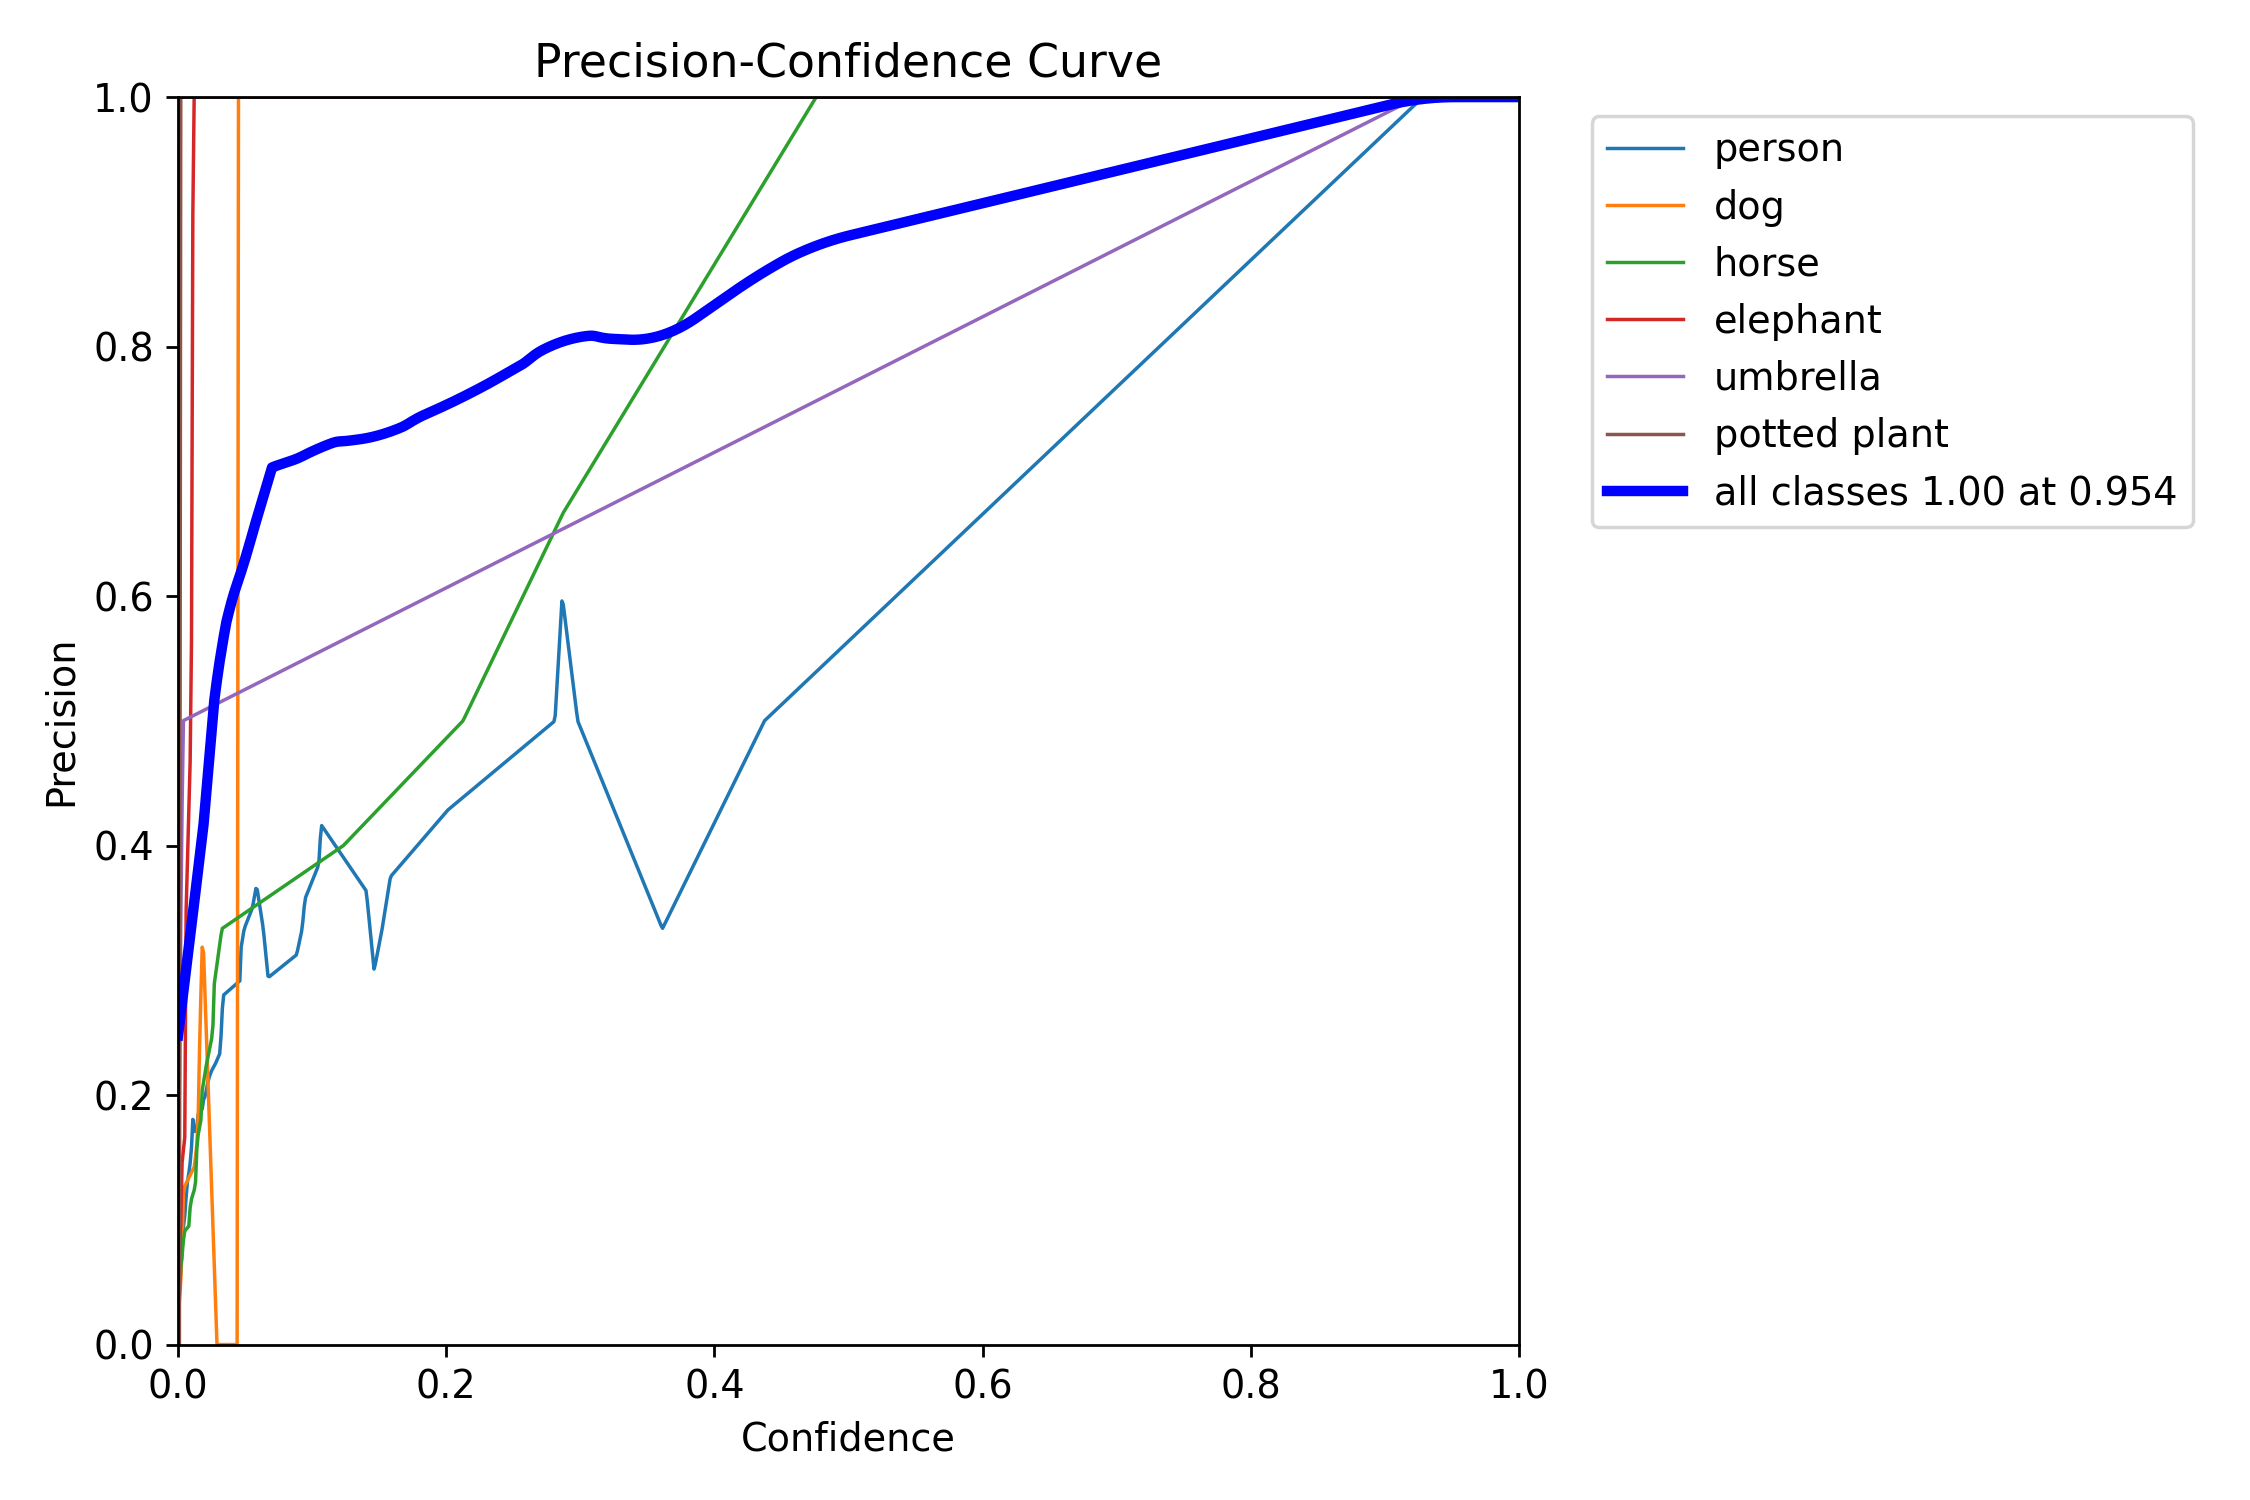 Precision-Confidence Curve
1.0
0.8
0.6
0.4
0.2
0.0
Precision
0.0 0.2 0.4 0.6 0.8 1.0
Confidence
person
dog
horse
elephant
umbrella
potted plant
all classes 1.00 at 0.954